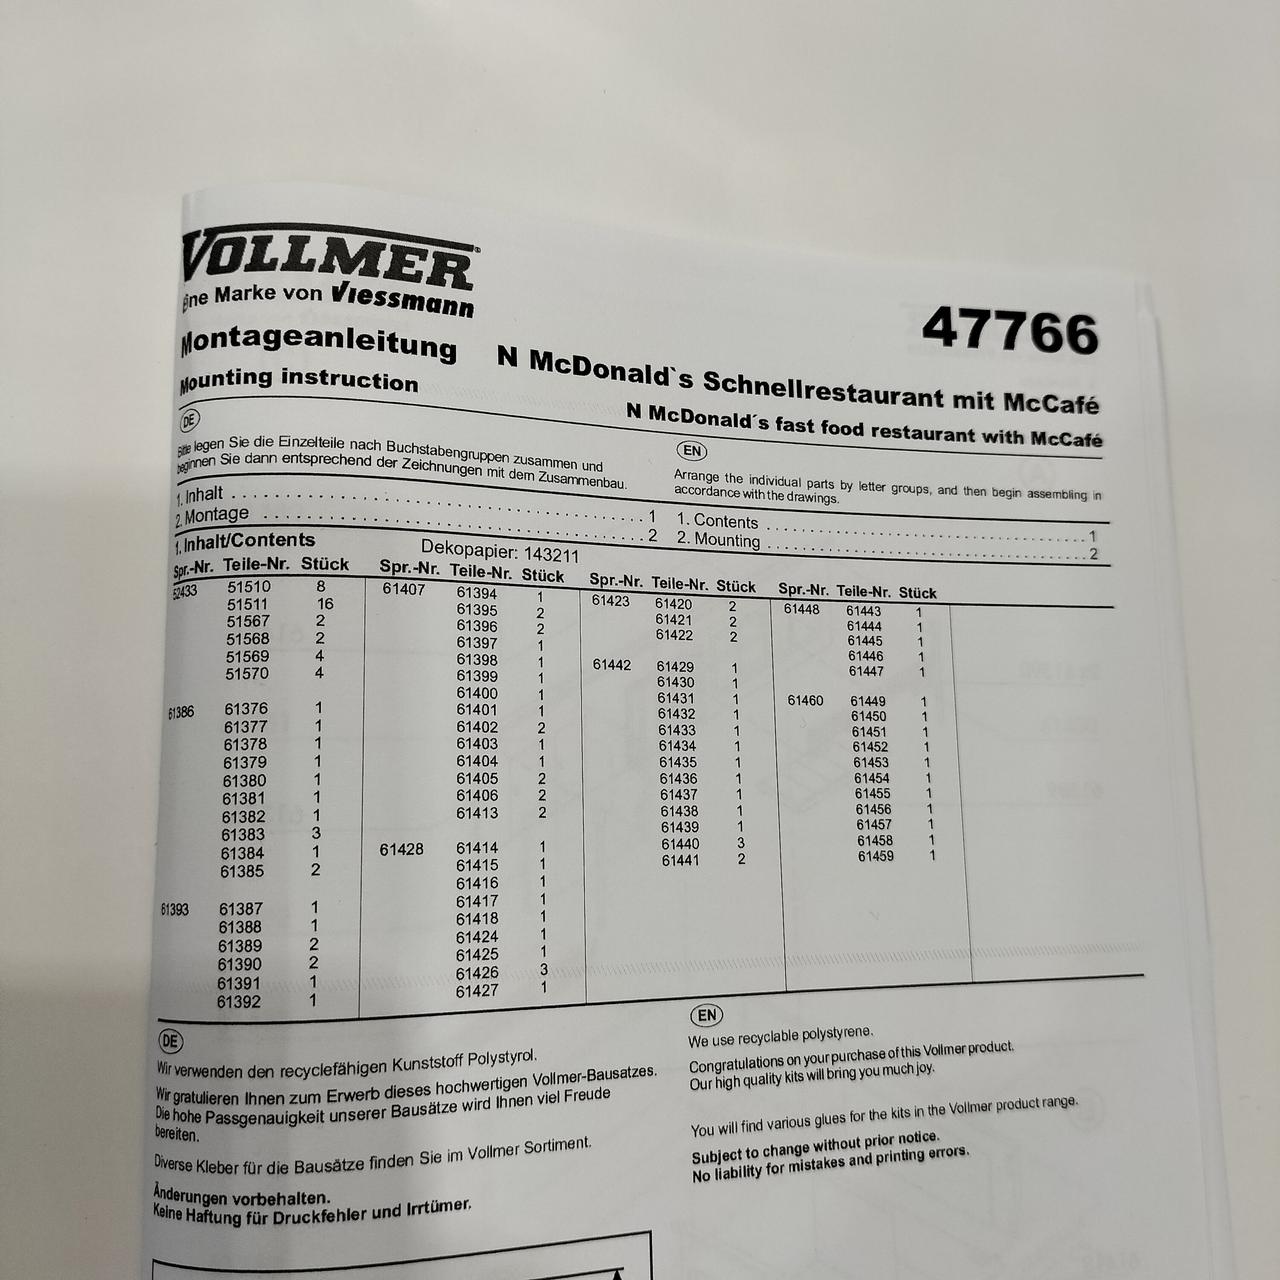 VOLLMER
Eine Marke von Viessmann
47766
Montageanleitung N McDonald`s Schnellrestaurant mit McCafé
Mounting instruction N McDonald´s fast food restaurant with McCafé
DE
Bitte legen Sie die Einzelteile nach Buchstabengruppen zusammen und
beginnen Sie dann entsprechend der Zeichnungen mit dem Zusammenbau.
EN
Arrange the individual parts by letter groups, and then begin assembling in
accordance with the drawings.
1. Inhalt 1
2. Montage 2
1. Contents 1
2. Mounting 2
1. Inhalt/Contents Dekopapier: 143211
Spr.-Nr. Teile-Nr. Stück
52433 51510 8
51511 16
51567 2
51568 2
51569 4
51570 4
61386 61376 1
61377 1
61378 1
61379 1
61380 1
61381 1
61382 1
61383 3
61384 1
61385 2
61393 61387 1
61388 1
61389 2
61390 2
61391 1
61392 1
Spr.-Nr. Teile-Nr. Stück
61407 61394 1
61395 2
61396 2
61397 1
61398 1
61399 1
61400 1
61401 1
61402 2
61403 1
61404 1
61405 2
61406 2
61413 2
61428 61414 1
61415 1
61416 1
61417 1
61418 1
61424 1
61425 1
61426 3
61427 1
Spr.-Nr. Teile-Nr. Stück
61423 61420 2
61421 2
61422 2
61442 61429 1
61430 1
61431 1
61432 1
61433 1
61434 1
61435 1
61436 1
61437 1
61438 1
61439 1
61440 3
61441 2
Spr.-Nr. Teile-Nr. Stück
61448 61443 1
61444 1
61445 1
61446 1
61447 1
61460 61449 1
61450 1
61451 1
61452 1
61453 1
61454 1
61455 1
61456 1
61457 1
61458 1
61459 1
DE
Wir verwenden den recyclefähigen Kunststoff Polystyrol.
Wir gratulieren Ihnen zum Erwerb dieses hochwertigen Vollmer-Bausatzes.
Die hohe Passgenauigkeit unserer Bausätze wird Ihnen viel Freude
bereiten.
Diverse Kleber für die Bausätze finden Sie im Vollmer Sortiment.
Änderungen vorbehalten.
Keine Haftung für Druckfehler und Irrtümer.
EN
We use recyclable polystyrene.
Congratulations on your purchase of this Vollmer product.
Our high quality kits will bring you much joy.
You will find various glues for the kits in the Vollmer product range.
Subject to change without prior notice.
No liability for mistakes and printing errors.